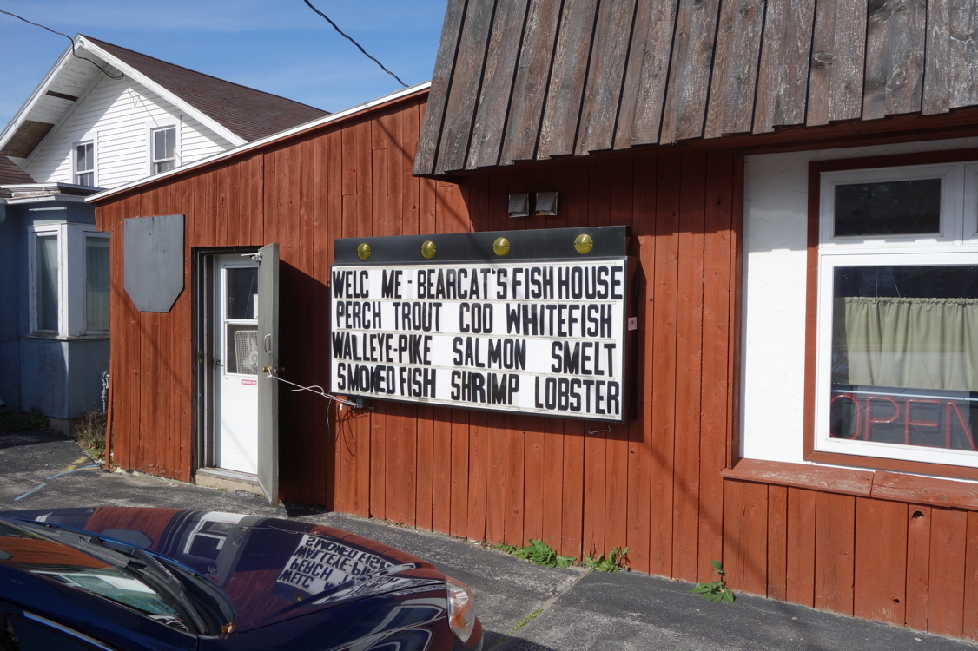 WELC ME - BEARCAT'S FISH HOUSE
PERCH TROUT COD WHITEFISH
WALLEYE-PIKE SALMON SMELT
SMOKED FISH SHRIMP LOBSTER
OPEN